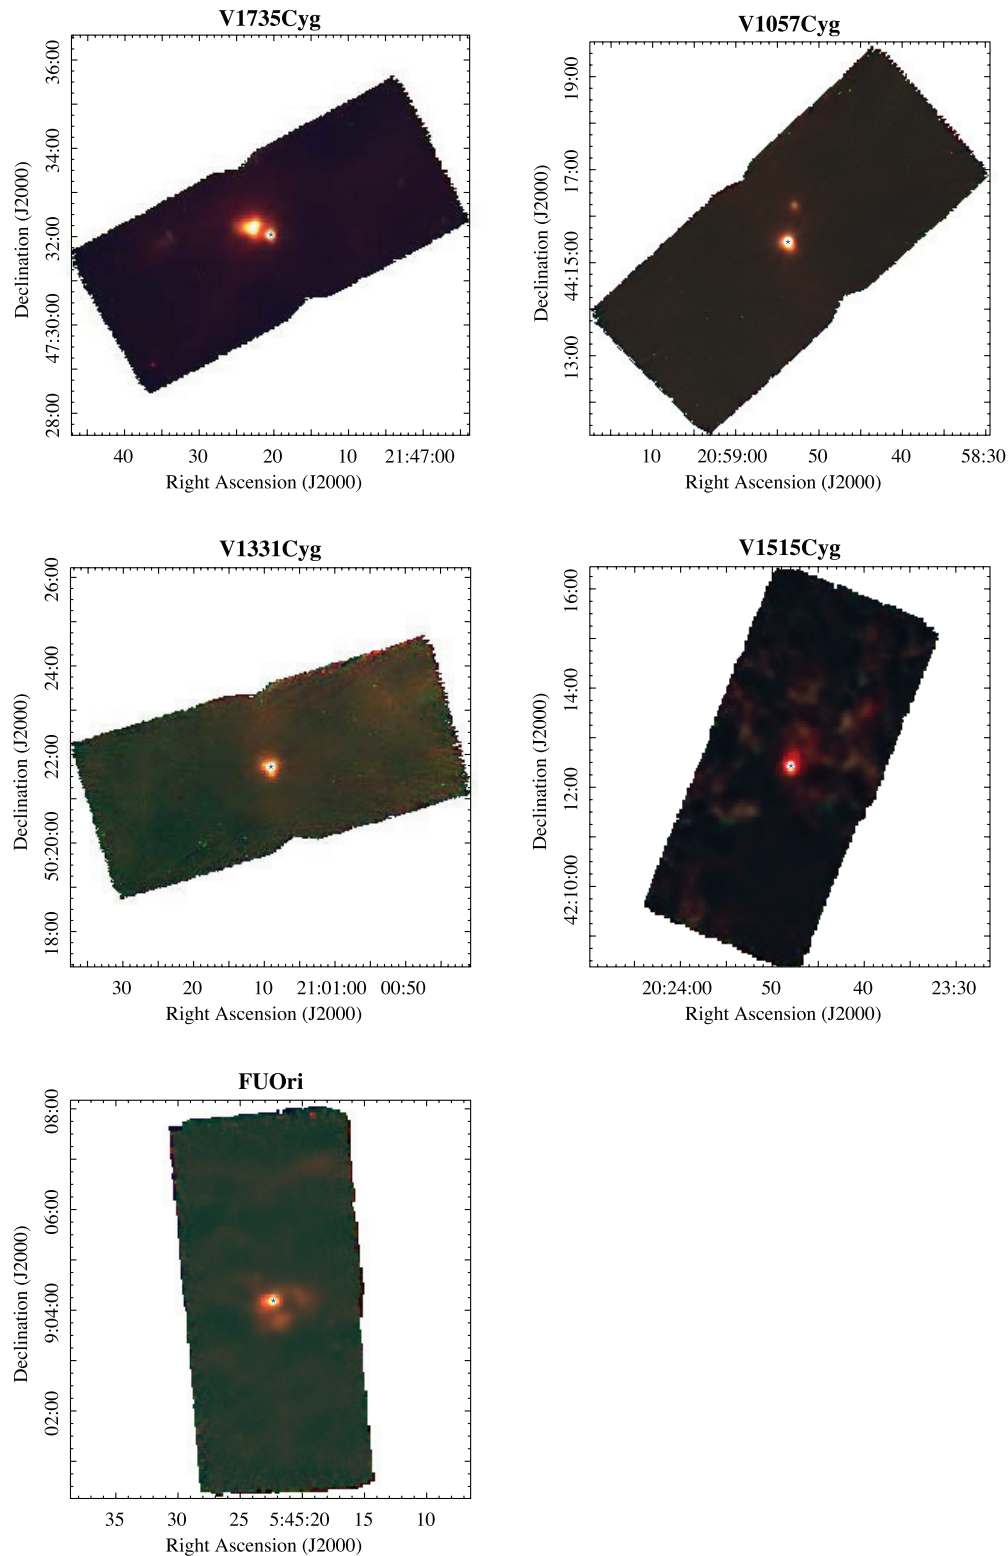 V1735Cyg
36:00
34:00
32:00
47:30:00
28:00
Declination (J2000)
40 30 20 10 21:47:00
Right Ascension (J2000)
V1057Cyg
19:00
17:00
44:15:00
13:00
Declination (J2000)
10 20:59:00 50 40 58:30
Right Ascension (J2000)
V1331Cyg
26:00
24:00
22:00
50:20:00
18:00
Declination (J2000)
30 20 10 21:01:00 00:50
Right Ascension (J2000)
V1515Cyg
16:00
14:00
12:00
42:10:00
Declination (J2000)
20:24:00 50 40 23:30
Right Ascension (J2000)
FUOri
08:00
06:00
9:04:00
02:00
Declination (J2000)
35 30 25 5:45:20 15 10
Right Ascension (J2000)